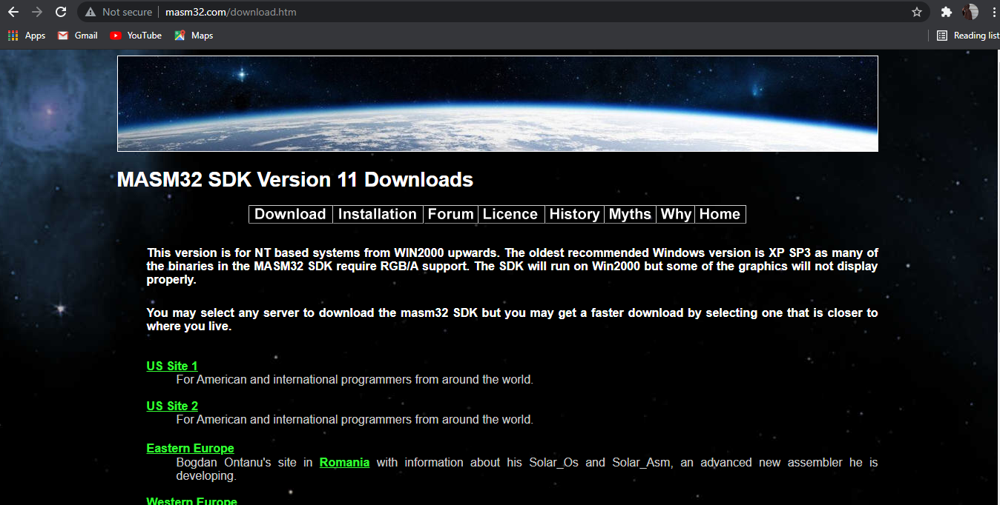 Not secure masm32.com/download.htm
Apps Gmail YouTube Maps Reading list
MASM32 SDK Version 11 Downloads
Download Installation Forum Licence History Myths Why Home
This version is for NT based systems from WIN2000 upwards. The oldest recommended Windows version is XP SP3 as many of
the binaries in the MASM32 SDK require RGB/A support. The SDK will run on Win2000 but some of the graphics will not display
properly.
You may select any server to download the masm32 SDK but you may get a faster download by selecting one that is closer to
where you live.
US Site 1
For American and international programmers from around the world.
US Site 2
For American and international programmers from around the world.
Eastern Europe
Bogdan Ontanu's site in Romania with information about his Solar_Os and Solar_Asm, an advanced new assembler he is
developing.
Western Europe